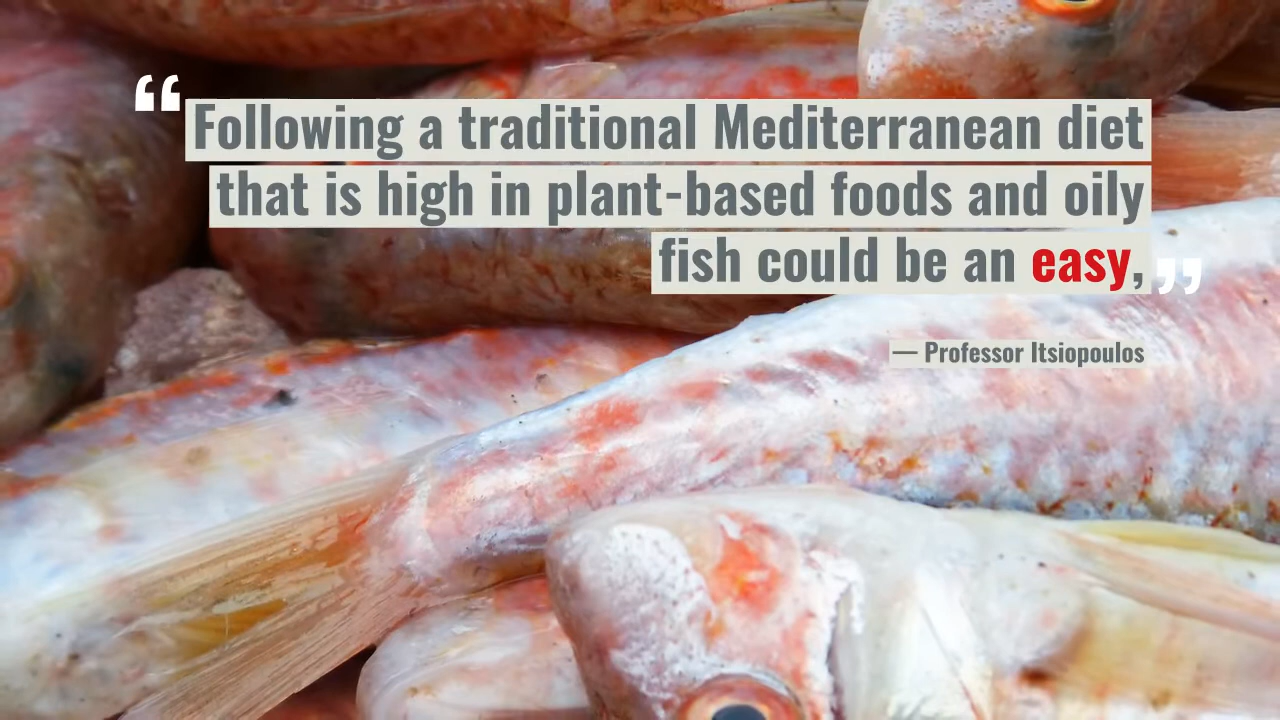 “Following a traditional Mediterranean diet
that is high in plant-based foods and oily
fish could be an easy,”
— Professor Itsiopoulos